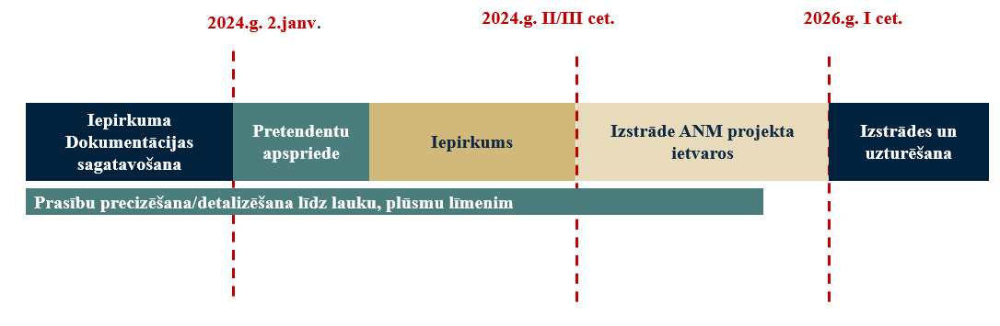 2024.g. 2.janv.
2024.g. II/III cet.
2026.g. I cet.
Iepirkuma
Dokumentācijas
sagatavošana
Pretendentu
apspriede
Iepirkums
Izstrāde ANM projekta
ietvaros
Izstrādes un
uzturēšana
Prasību precizēšana/detalizēšana līdz lauku, plūsmu līmenim